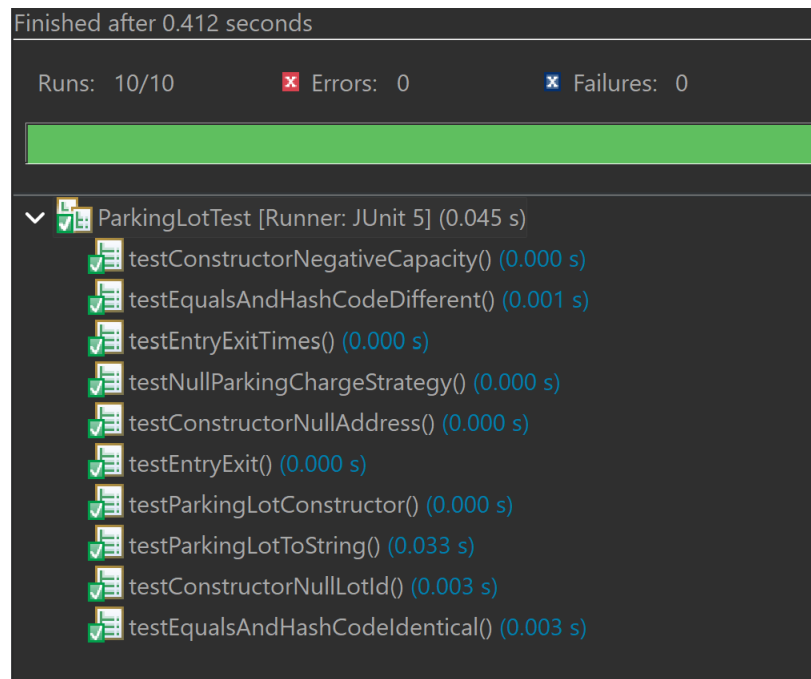 Finished after 0.412 seconds
Runs: 10/10 Errors: 0 Failures: 0
ParkingLotTest [Runner: JUnit 5] (0.045 s)
testConstructorNegativeCapacity() (0.000 s)
testEqualsAndHashCodeDifferent() (0.001 s)
testEntryExitTimes() (0.000 s)
testNullParkingChargeStrategy() (0.000 s)
testConstructorNullAddress() (0.000 s)
testEntryExit() (0.000 s)
testParkingLotConstructor() (0.000 s)
testParkingLotToString() (0.033 s)
testConstructorNullLotId() (0.003 s)
testEqualsAndHashCodeIdentical() (0.003 s)